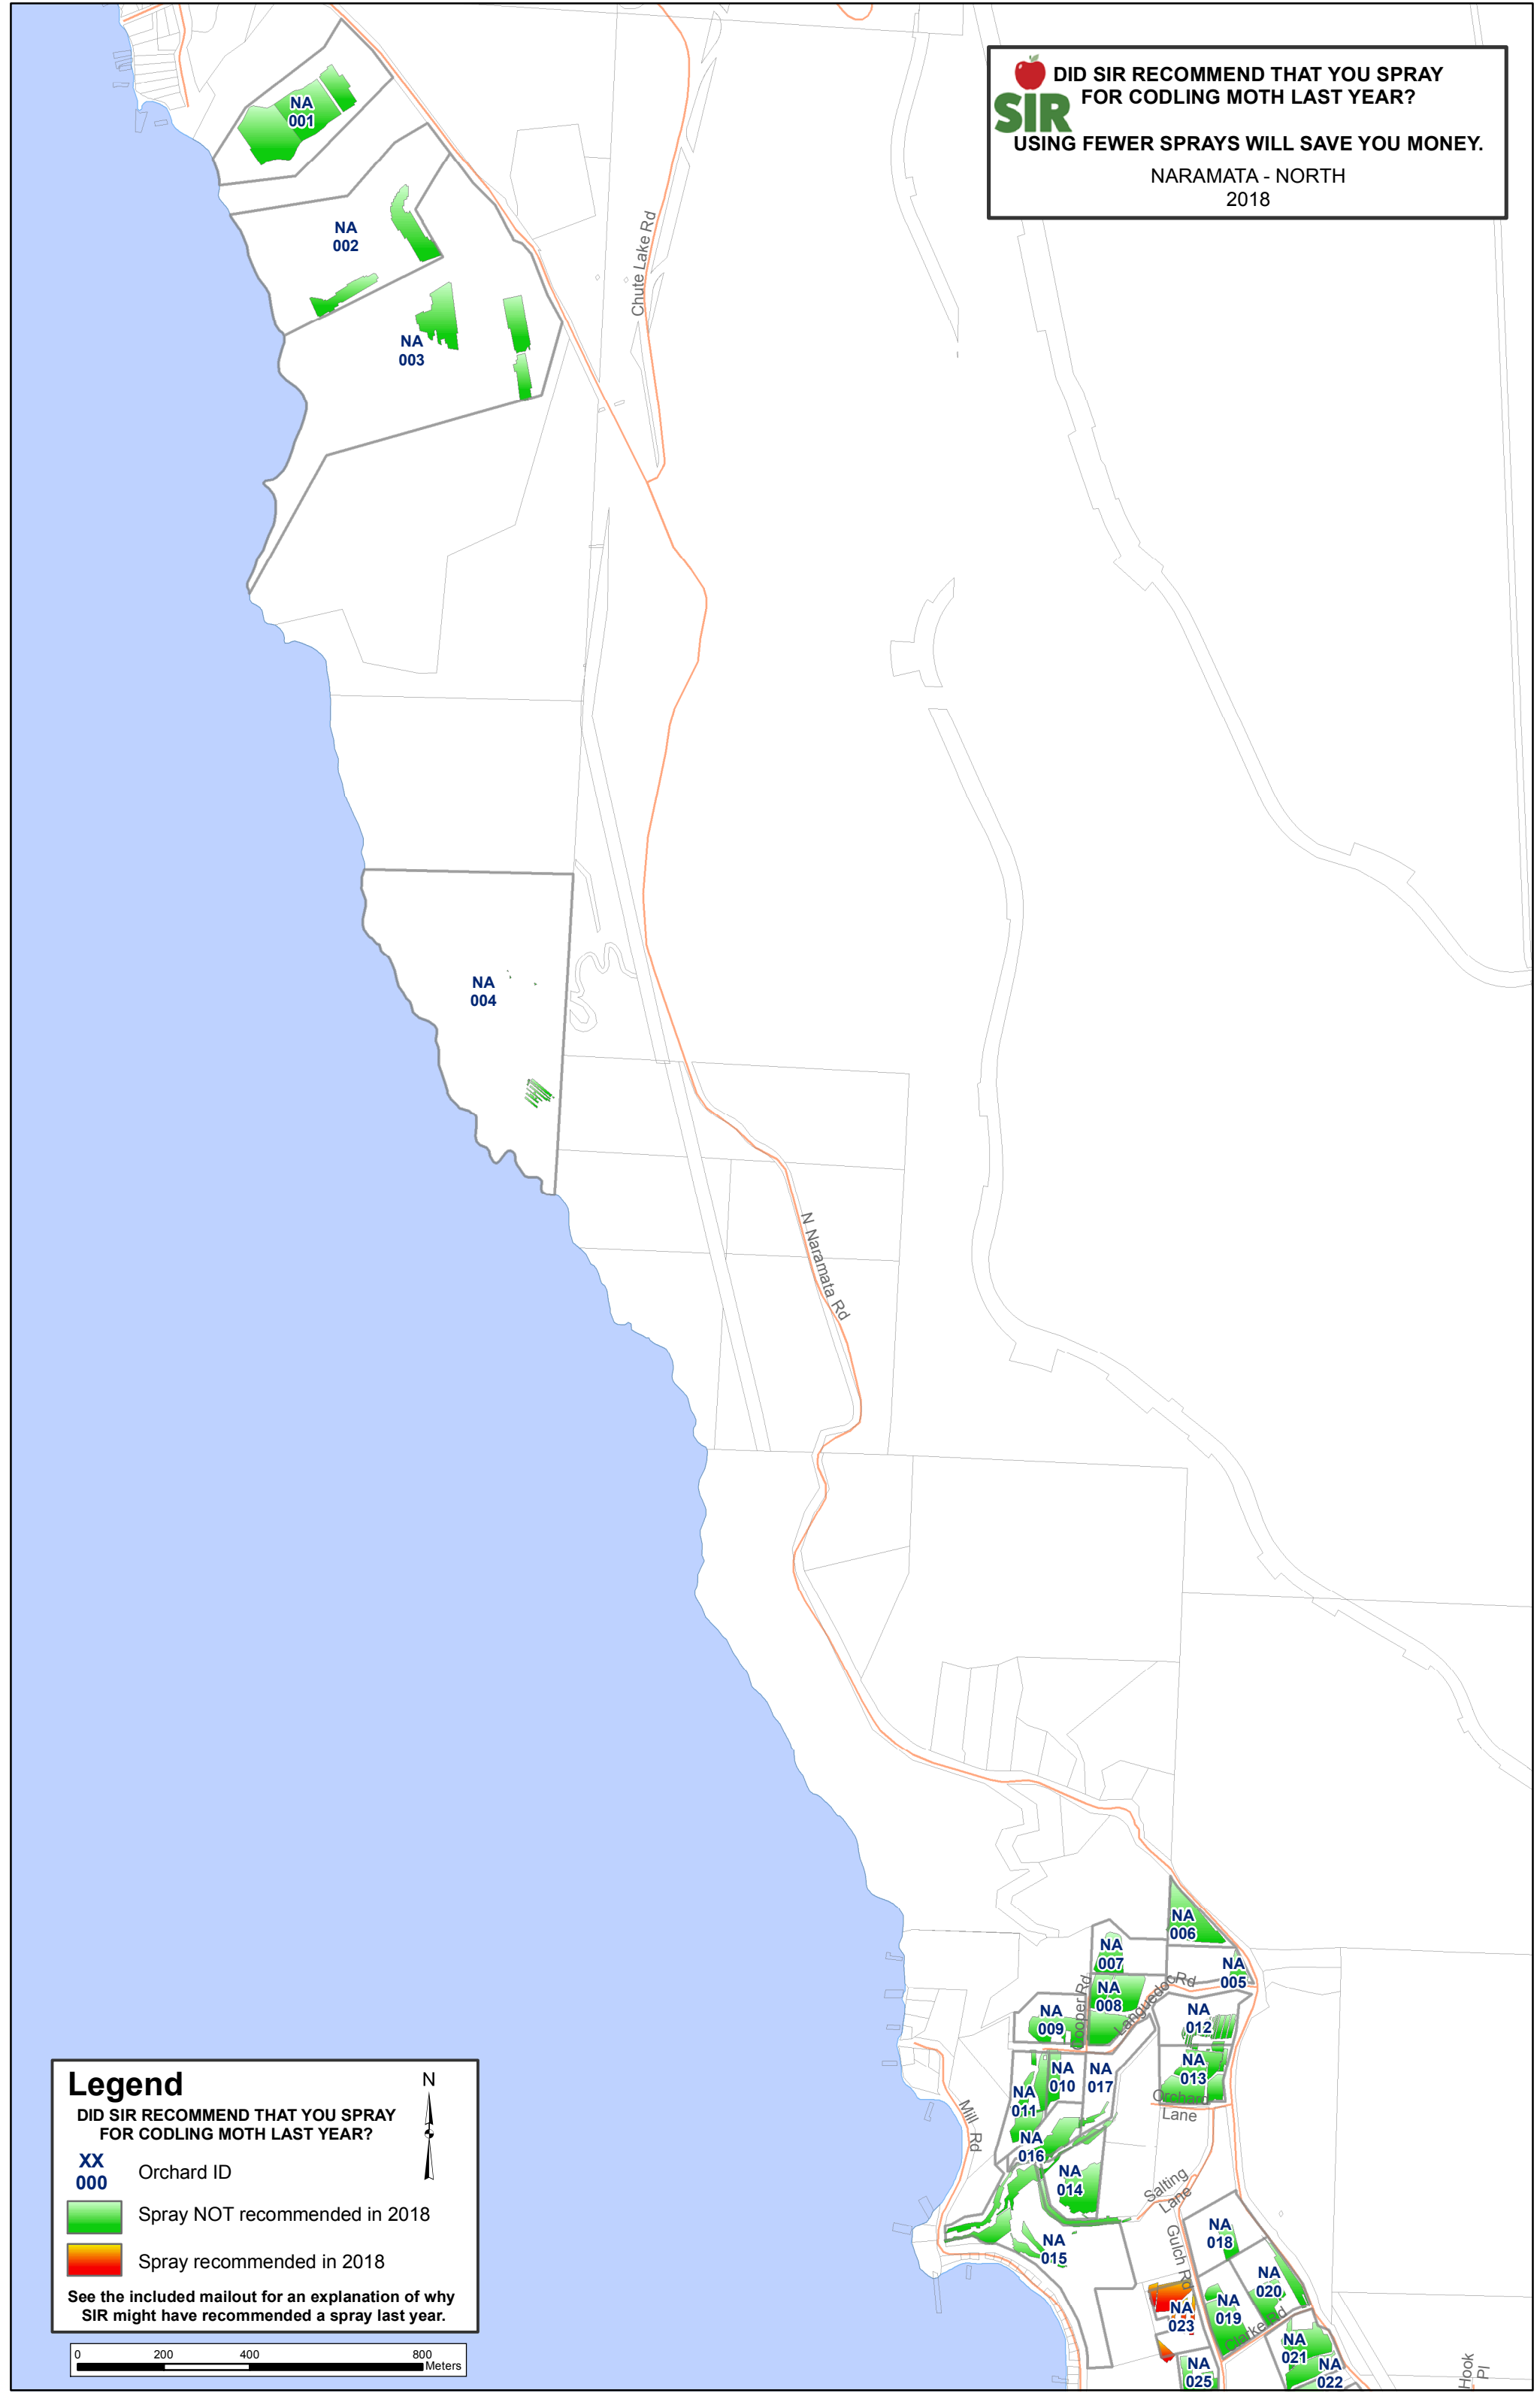 SIR
DID SIR RECOMMEND THAT YOU SPRAY
FOR CODLING MOTH LAST YEAR?
USING FEWER SPRAYS WILL SAVE YOU MONEY.
NARAMATA - NORTH
2018
NA
001
NA
002
NA
003
Chute Lake Rd
NA
004
N Naramata Rd
NA
006
NA
007
NA
005
NA
008
Cooper Rd
Languedoc Rd
NA
009
NA
012
NA
010
NA
017
NA
013
NA
011
Orchard
Lane
Mill Rd
NA
016
NA
014
Salting
Lane
NA
015
Gulch Rd
NA
018
NA
020
NA
019
NA
023
Clarke Rd
NA
021
NA
022
NA
025
Hook
Pl
Legend
N
DID SIR RECOMMEND THAT YOU SPRAY
FOR CODLING MOTH LAST YEAR?
XX
000
Orchard ID
Spray NOT recommended in 2018
Spray recommended in 2018
See the included mailout for an explanation of why
SIR might have recommended a spray last year.
0 200 400 800
Meters